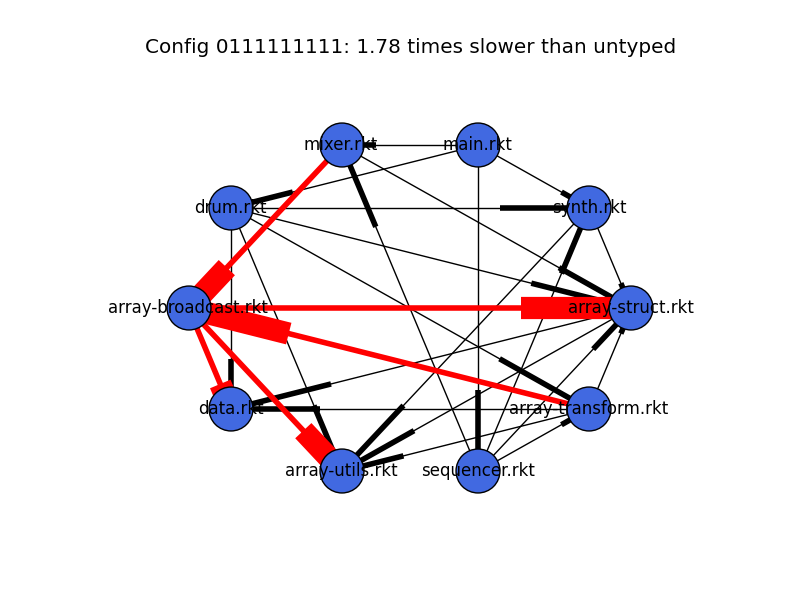 Config 0111111111: 1.78 times slower than untyped
mixer.rkt
main.rkt
drum.rkt
synth.rkt
array-broadcast.rkt
array-struct.rkt
data.rkt
array-transform.rkt
array-utils.rkt
sequencer.rkt